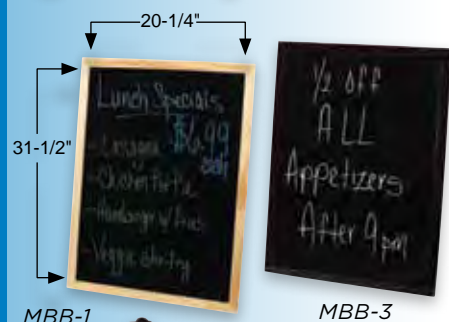 20-1/4"
31-1/2"
Lunch Specials
$6.99
- Lasagna
- Chicken
- Hamburger w/ Fries
- Veggie Stir-fry
1/2 off
ALL
Appetizers
After 9pm
MBB-1
MBB-3